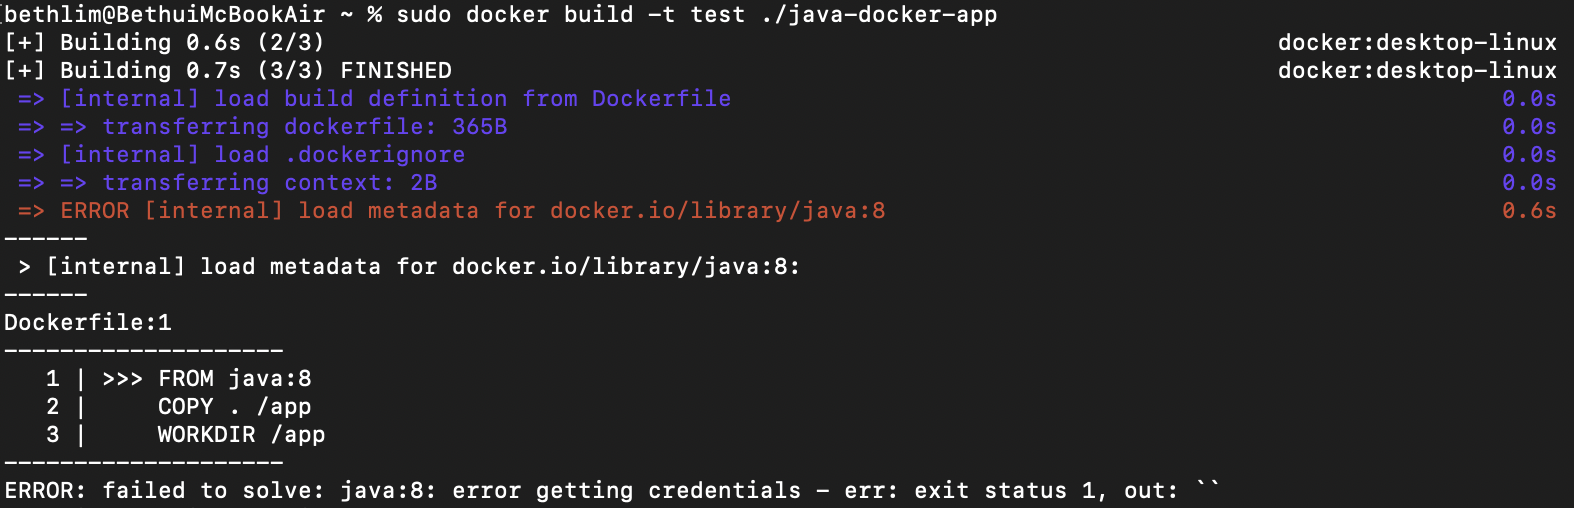 [bethlim@BethuiMcBookAir ~ % sudo docker build -t test ./java-docker-app
[+] Building 0.6s (2/3) docker:desktop-linux
[+] Building 0.7s (3/3) FINISHED docker:desktop-linux
=> [internal] load build definition from Dockerfile 0.0s
=> => transferring dockerfile: 365B 0.0s
=> [internal] load .dockerignore 0.0s
=> => transferring context: 2B 0.0s
=> ERROR [internal] load metadata for docker.io/library/java:8 0.6s
------
> [internal] load metadata for docker.io/library/java:8:
------
Dockerfile:1
--------------------
1 | >>> FROM java:8
2 | COPY . /app
3 | WORKDIR /app
--------------------
ERROR: failed to solve: java:8: error getting credentials - err: exit status 1, out: ``